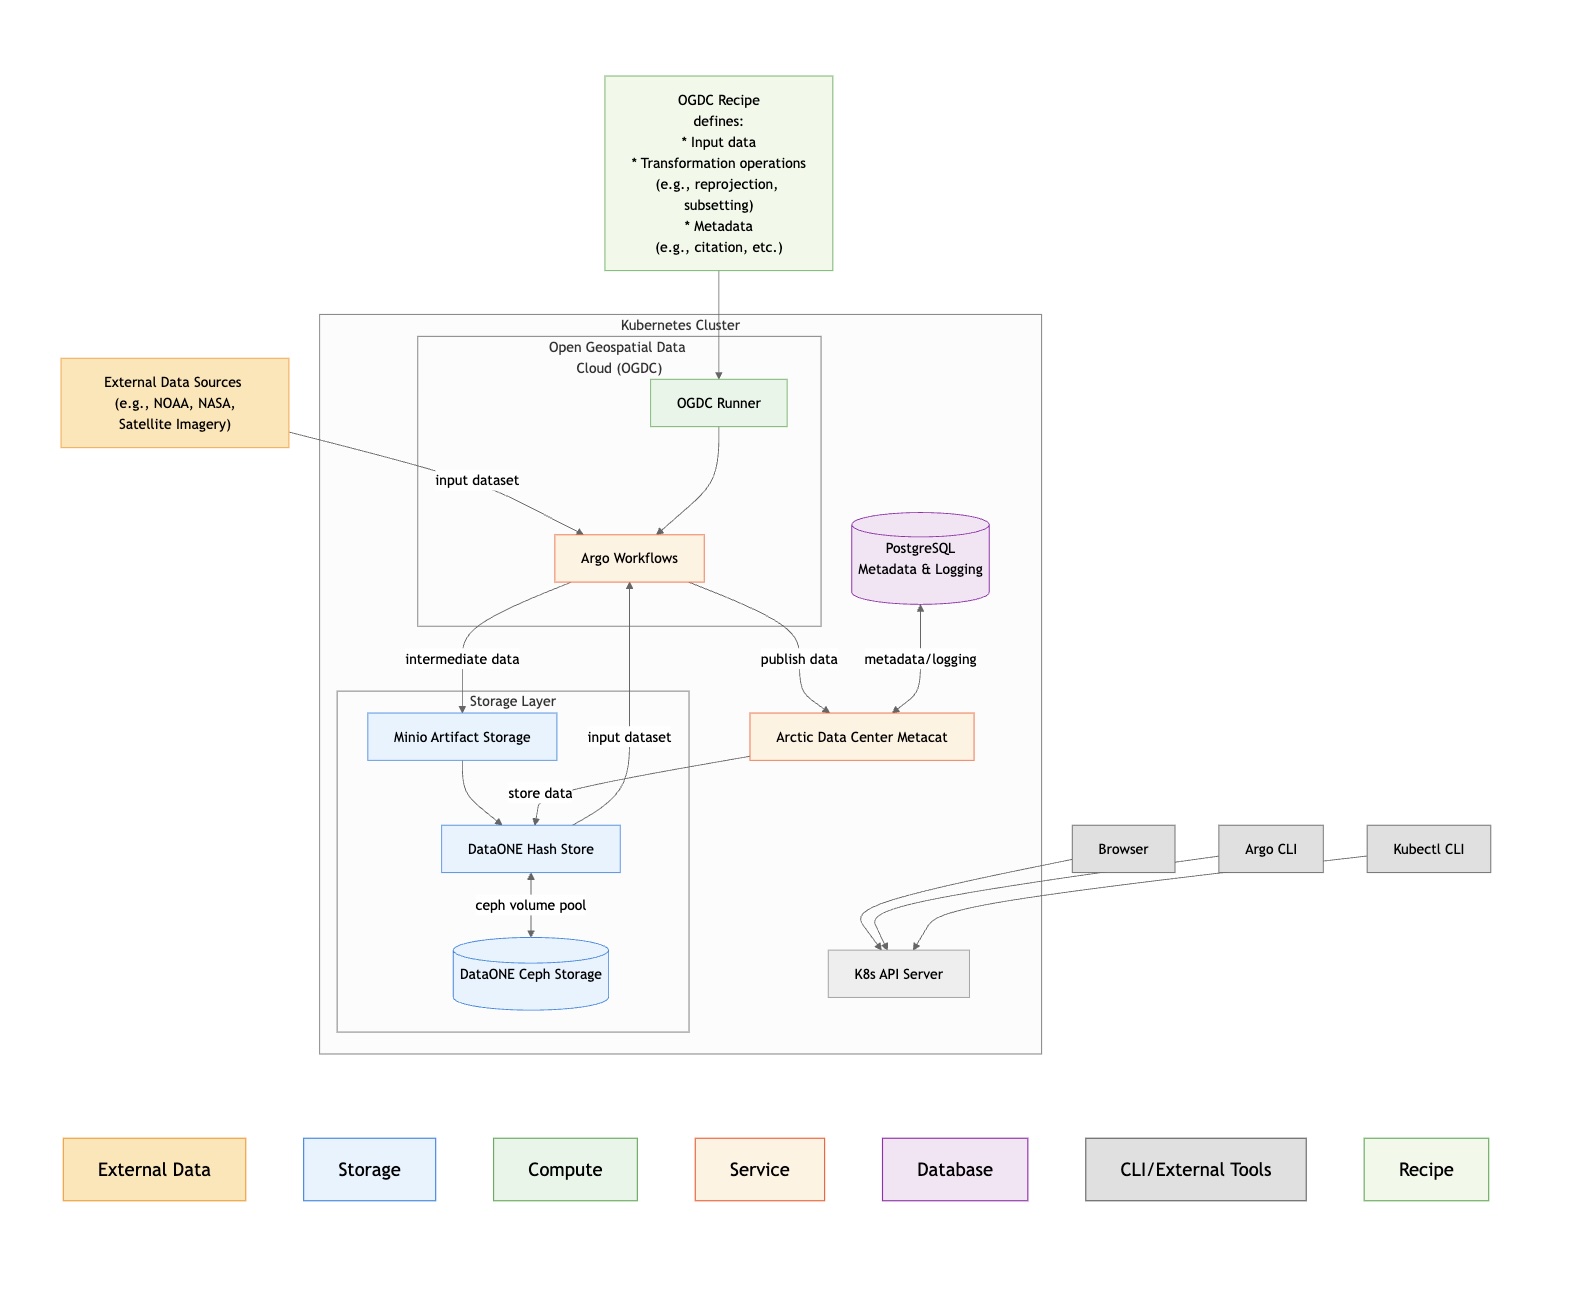 OGDC Recipe
defines:
* Input data
* Transformation operations
(e.g., reprojection,
subsetting)
* Metadata
(e.g., citation, etc.)
Kubernetes Cluster
Open Geospatial Data
Cloud (OGDC)
External Data Sources
(e.g., NOAA, NASA,
Satellite Imagery)
OGDC Runner
input dataset
Argo Workflows
PostgreSQL
Metadata & Logging
intermediate data
publish data
metadata/logging
Storage Layer
Minio Artifact Storage
input dataset
Arctic Data Center Metacat
store data
DataONE Hash Store
Browser
Argo CLI
Kubectl CLI
ceph volume pool
DataONE Ceph Storage
K8s API Server
External Data
Storage
Compute
Service
Database
CLI/External Tools
Recipe